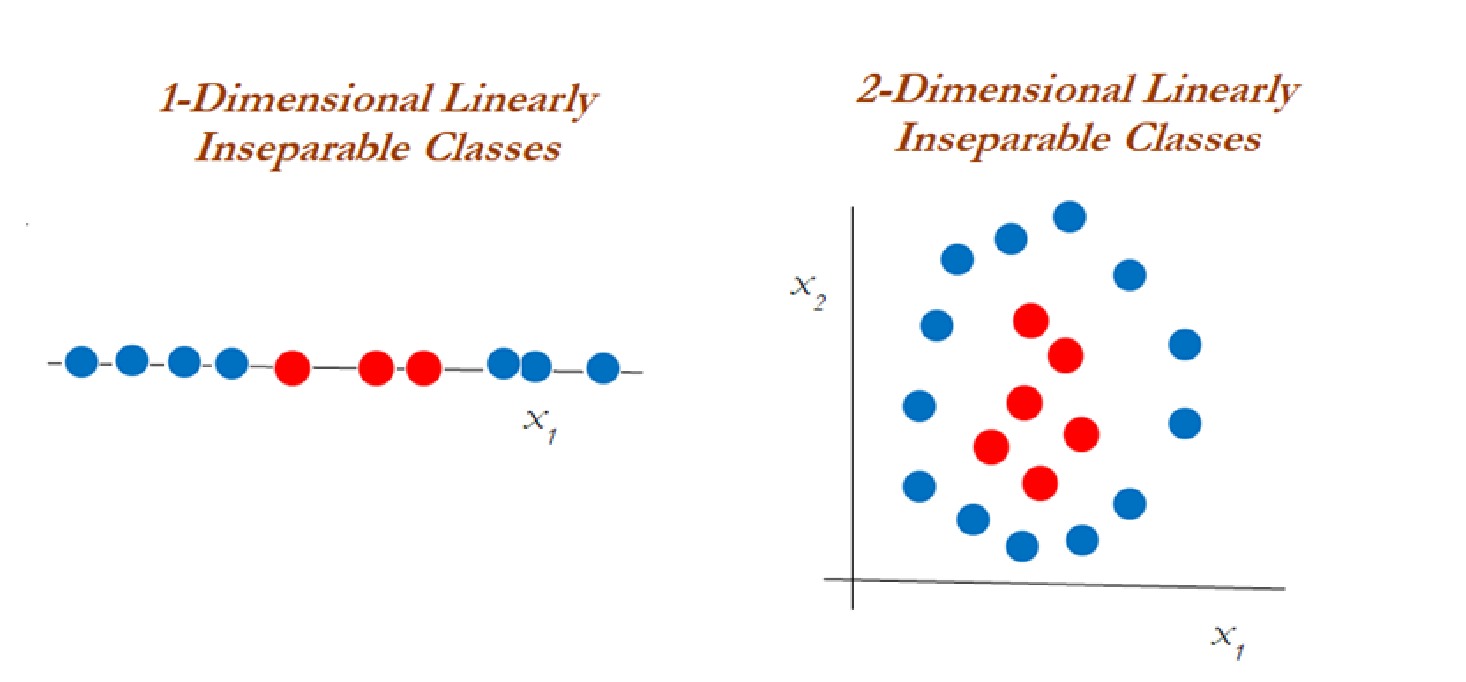 1-Dimensional Linearly
Inseparable Classes
x1
2-Dimensional Linearly
Inseparable Classes
x2
x1